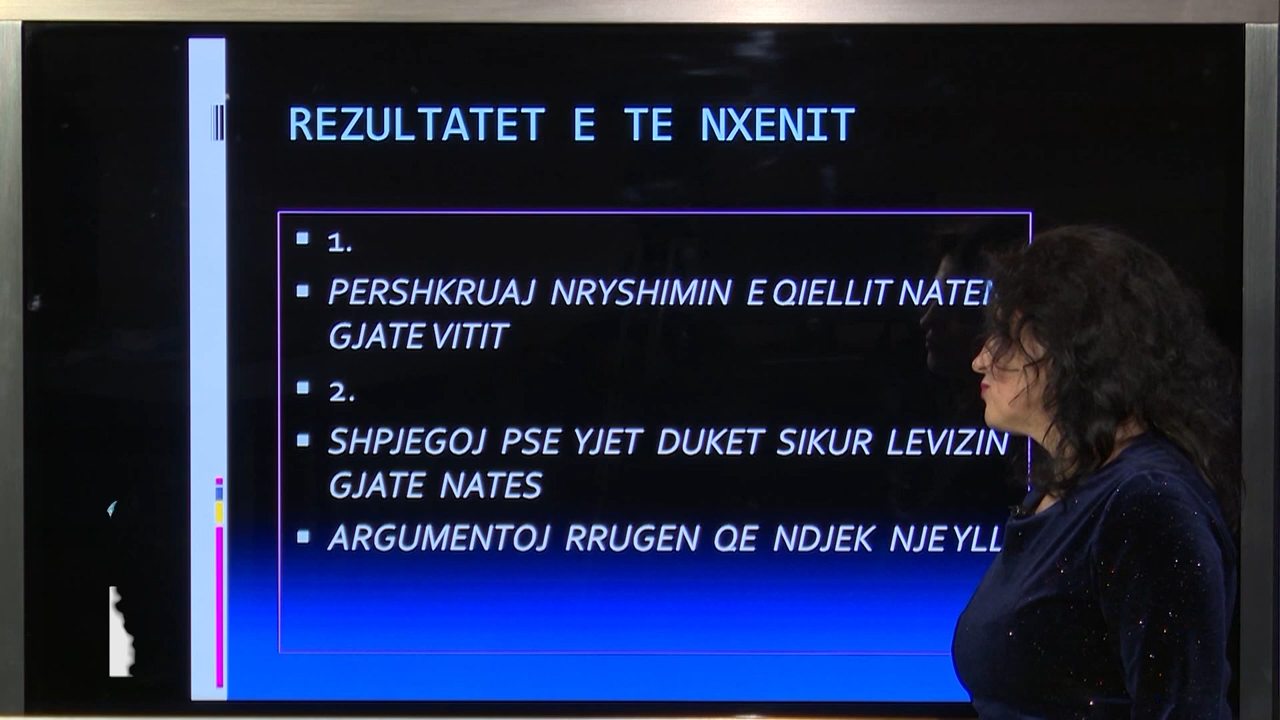 REZULTATET E TE NXENIT
1.
PERSHKRUAJ NRYSHIMIN E QIELLIT NATEN
GJATE VITIT
2.
SHPJEGOJ PSE YJET DUKET SIKUR LEVIZIN
GJATE NATES
ARGUMENTOJ RRUGEN QE NDJEK NJE YLL